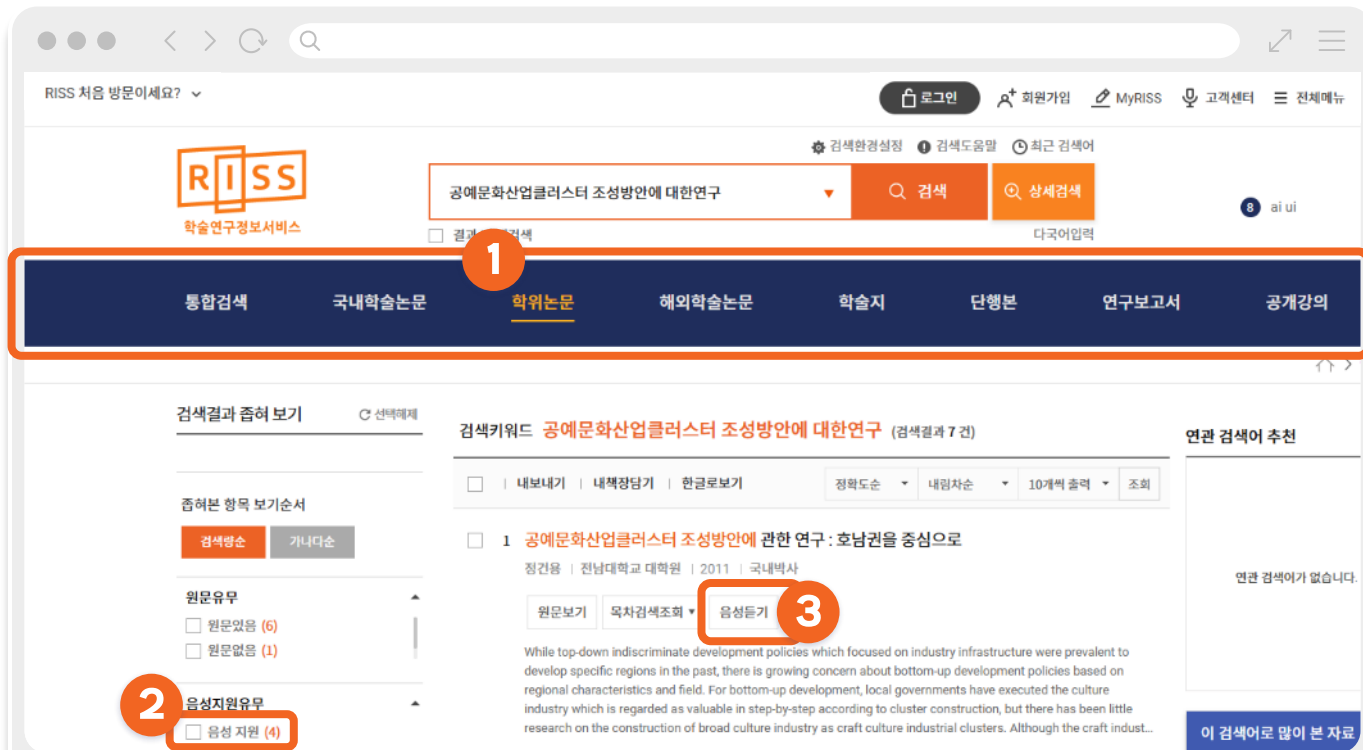 RISS 처음 방문이세요?
로그인 회원가입 MyRISS 고객센터 전체메뉴
검색환경설정 검색도움말 최근 검색어
RISS
학술연구정보서비스
공예문화산업클러스터 조성방안에 대한연구 검색 상세검색
8 ai ui
결과 검색 다국어입력
1
통합검색 국내학술논문 학위논문 해외학술논문 학술지 단행본 연구보고서 공개강의
검색결과 좁혀 보기 선택해제
검색키워드 공예문화산업클러스터 조성방안에 대한연구 (검색결과 7 건)
연관 검색어 추천
내보내기 내책장담기 한글로보기 정확도순 내림차순 10개씩 출력 조회
좁혀본 항목 보기순서
검색량순 가나다순
1 공예문화산업클러스터 조성방안에 관한 연구 : 호남권을 중심으로
정건용 전남대학교 대학원 2011 국내박사
연관 검색어가 없습니다.
원문유무
원문있음 (6)
원문없음 (1)
원문보기 목차검색조회 음성듣기
3
While top-down indiscriminate development policies which focused on industry infrastructure were prevalent to
develop specific regions in the past, there is growing concern about bottom-up development policies based on
regional characteristics and field. For bottom-up development, local governments have executed the culture
industry which is regarded as valuable in step-by-step according to cluster construction, but there has been little
research on the construction of broad culture industry as craft culture industrial clusters. Although the craft indust...
2
음성지원유무
음성 지원 (4)
이 검색어로 많이 본 자료